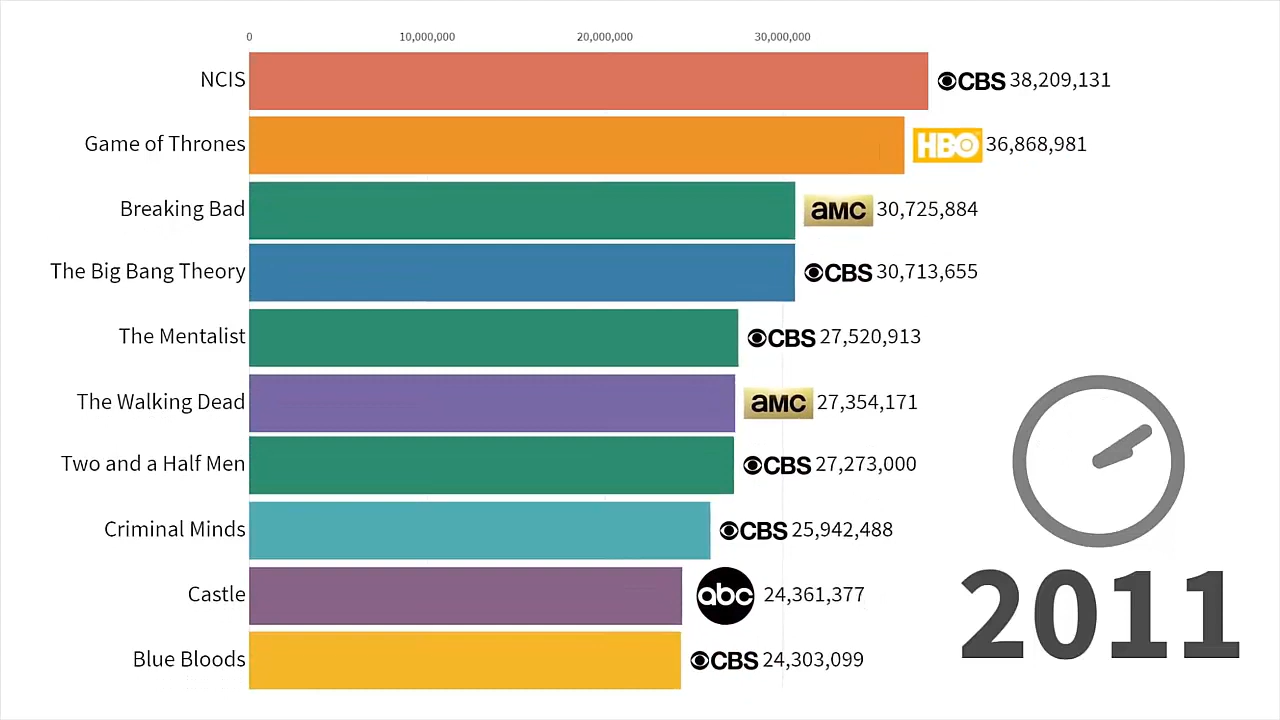 0 10,000,000 20,000,000 30,000,000
NCIS CBS 38,209,131
Game of Thrones HBO 36,868,981
Breaking Bad aMC 30,725,884
The Big Bang Theory CBS 30,713,655
The Mentalist CBS 27,520,913
The Walking Dead aMC 27,354,171
Two and a Half Men CBS 27,273,000
Criminal Minds CBS 25,942,488
Castle abc 24,361,377
Blue Bloods CBS 24,303,099
2011